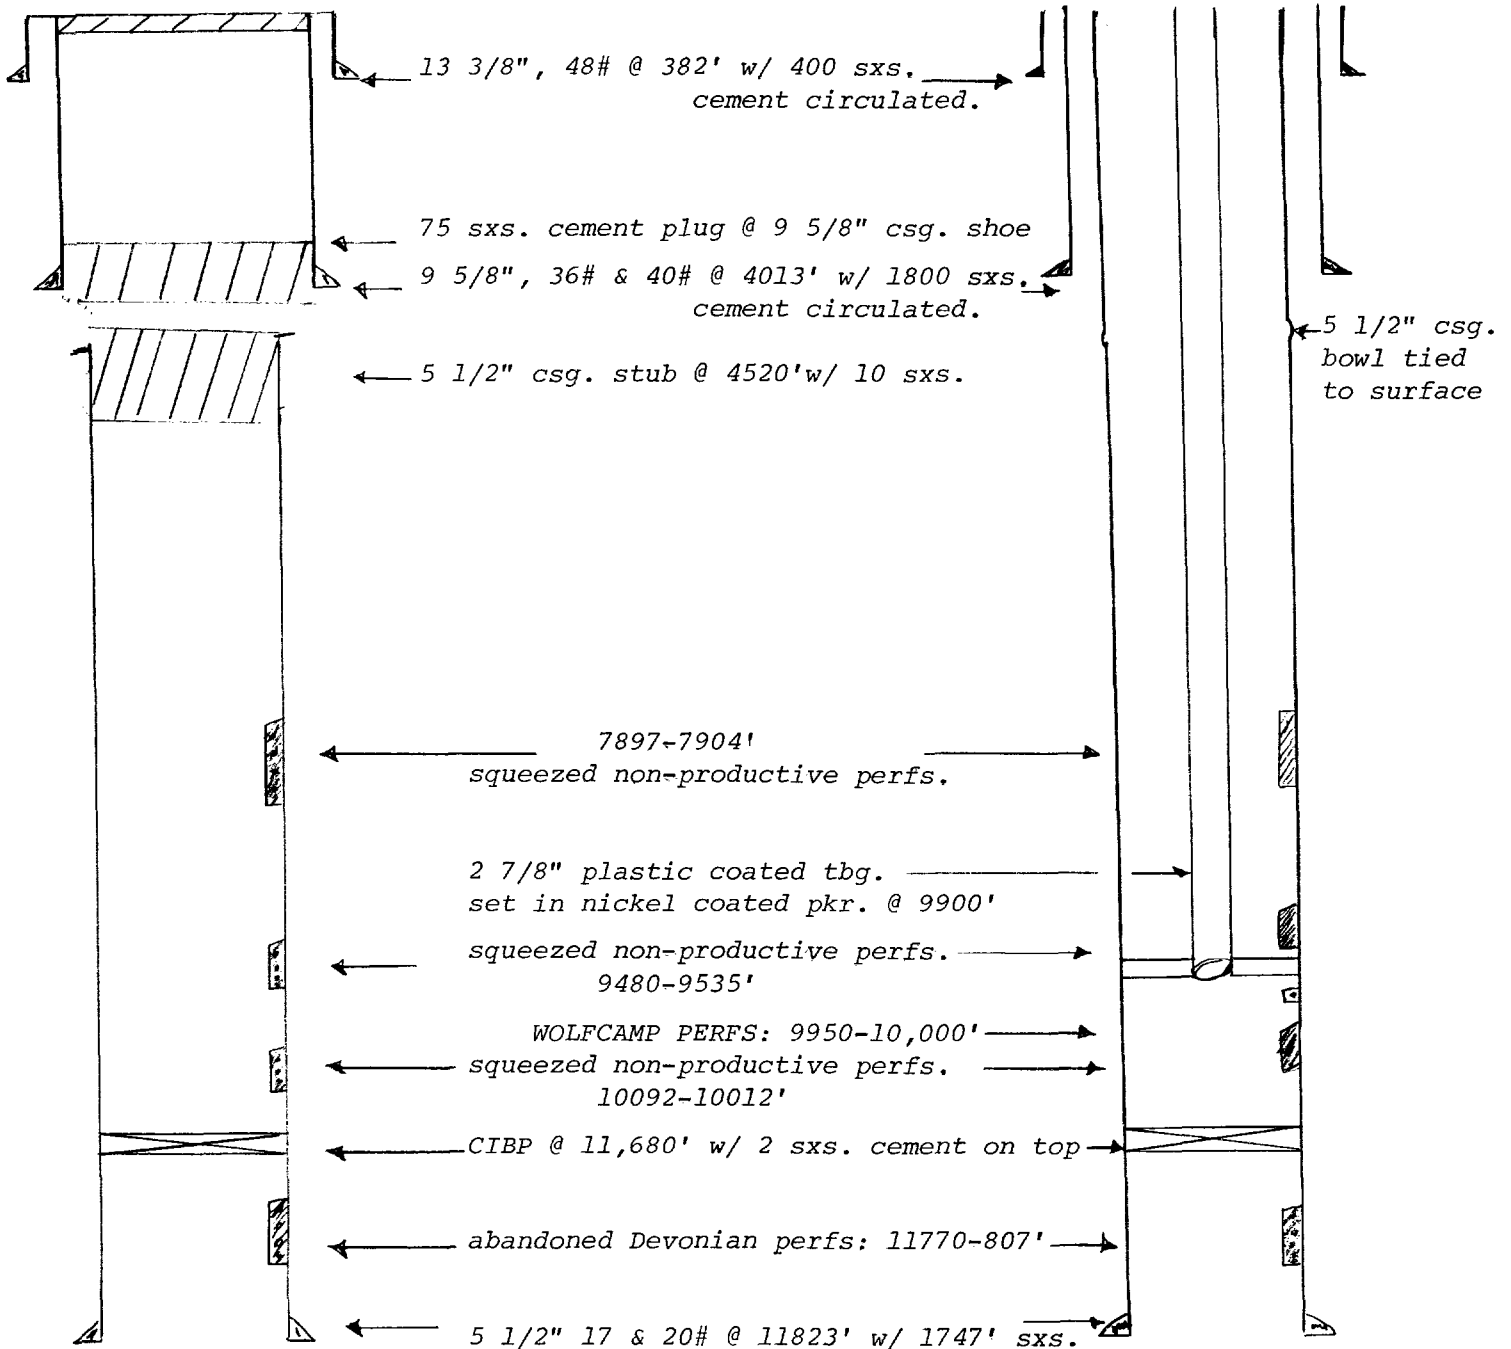 13 3/8", 48# @ 382' w/ 400 sxs.
cement circulated.
75 sxs. cement plug @ 9 5/8" csg. shoe
9 5/8", 36# & 40# @ 4013' w/ 1800 sxs.
cement circulated.
5 1/2" csg.
bowl tied
to surface
5 1/2" csg. stub @ 4520'w/ 10 sxs.
7897-7904'
squeezed non-productive perfs.
2 7/8" plastic coated tbg.
set in nickel coated pkr. @ 9900'
squeezed non-productive perfs.
9480-9535'
WOLFCAMP PERFS: 9950-10,000'
squeezed non-productive perfs.
10092-10012'
CIBP @ 11,680' w/ 2 sxs. cement on top
abandoned Devonian perfs: 11770-807'
5 1/2" 17 & 20# @ 11823' w/ 1747' sxs.